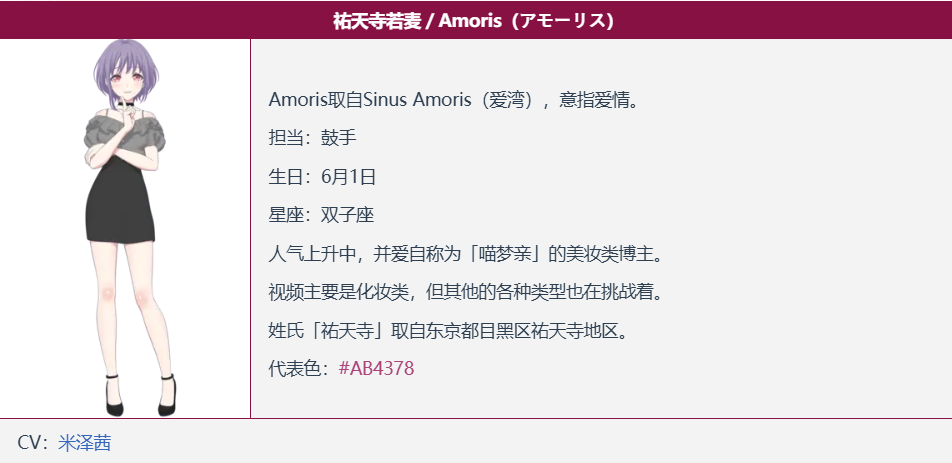 祐天寺若麦 / Amoris（アモーリス）
Amoris取自Sinus Amoris（爱湾），意指爱情。
担当：鼓手
生日：6月1日
星座：双子座
人气上升中，并爱自称为「喵梦亲」的美妆类博主。
视频主要是化妆类，但其他的各种类型也在挑战着。
姓氏「祐天寺」取自东京都目黑区祐天寺地区。
代表色：#AB4378
CV：米泽茜